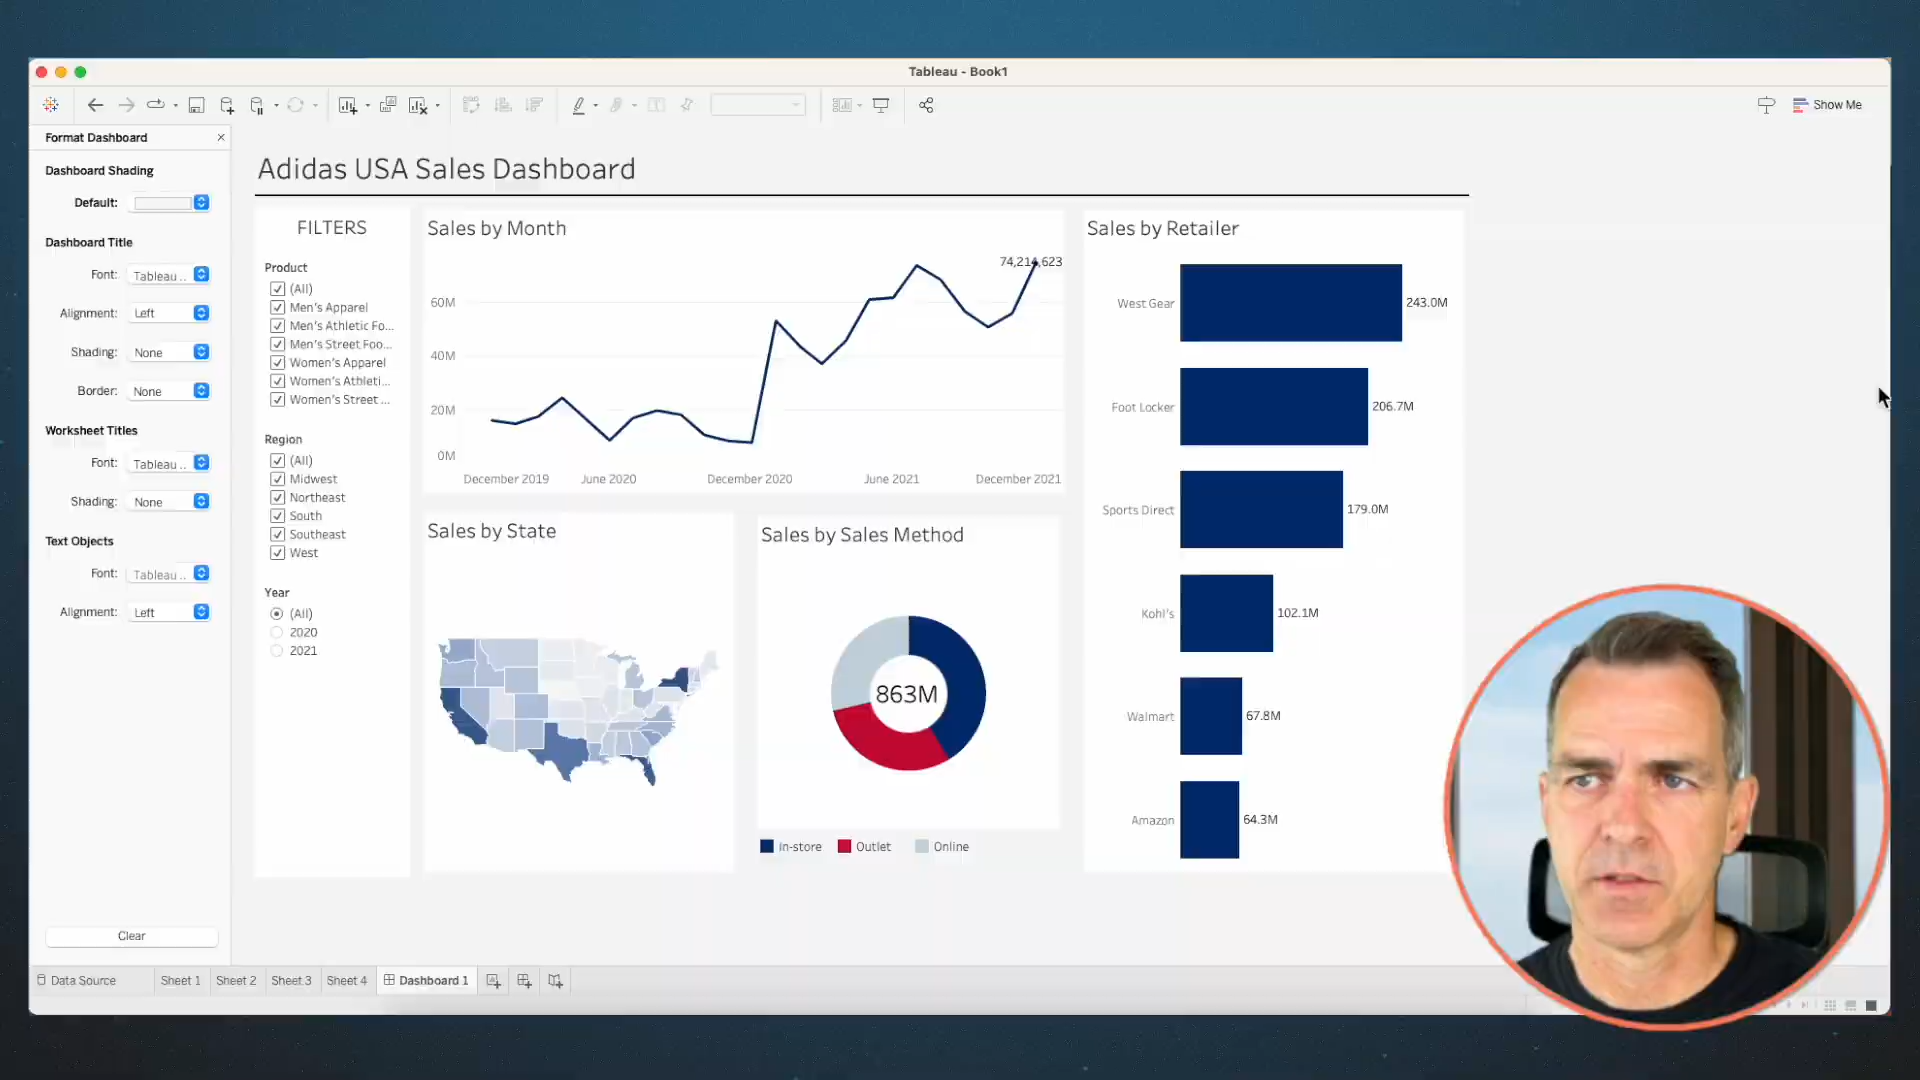 Tableau - Book1
Show Me
Format Dashboard
Dashboard Shading
Default:
Dashboard Title
Font: Tableau ..
Alignment: Left
Shading: None
Border: None
Worksheet Titles
Font: Tableau ..
Shading: None
Text Objects
Font: Tableau ..
Alignment: Left
Clear
Adidas USA Sales Dashboard
FILTERS
Product
(All)
Men's Apparel
Men's Athletic Fo...
Men's Street Foo...
Women's Apparel
Women's Athleti...
Women's Street ...
Region
(All)
Midwest
Northeast
South
Southeast
West
Year
(All)
2020
2021
Sales by Month
74,214,623
60M
40M
20M
0M
December 2019 June 2020 December 2020 June 2021 December 2021
Sales by State
Sales by Sales Method
863M
In-store Outlet Online
Sales by Retailer
West Gear 243.0M
Foot Locker 206.7M
Sports Direct 179.0M
Kohl's 102.1M
Walmart 67.8M
Amazon 64.3M
Data Source Sheet 1 Sheet 2 Sheet 3 Sheet 4 Dashboard 1